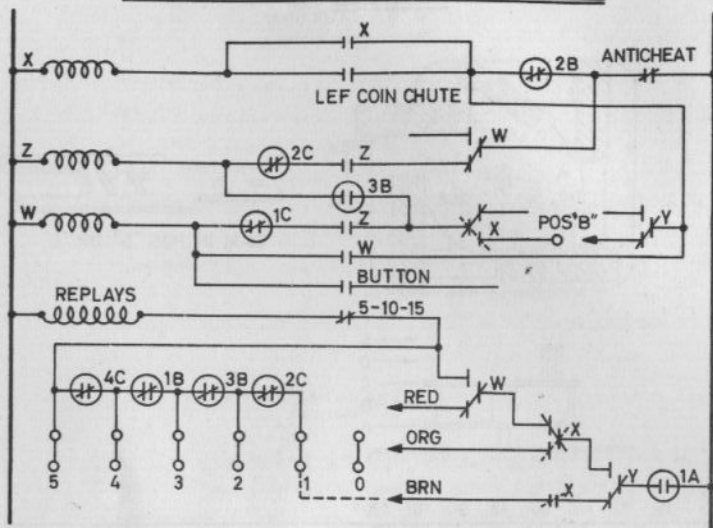 X
X
2B
ANTICHEAT
LEF COIN CHUTE
Z
2C
Z
W
3B
W
1C
Z
X
POS"B"
Y
W
BUTTON
REPLAYS
5-10-15
4C
1B
3B
2C
RED
W
ORG
X
5
4
3
2
1
0
BRN
X
Y
1A